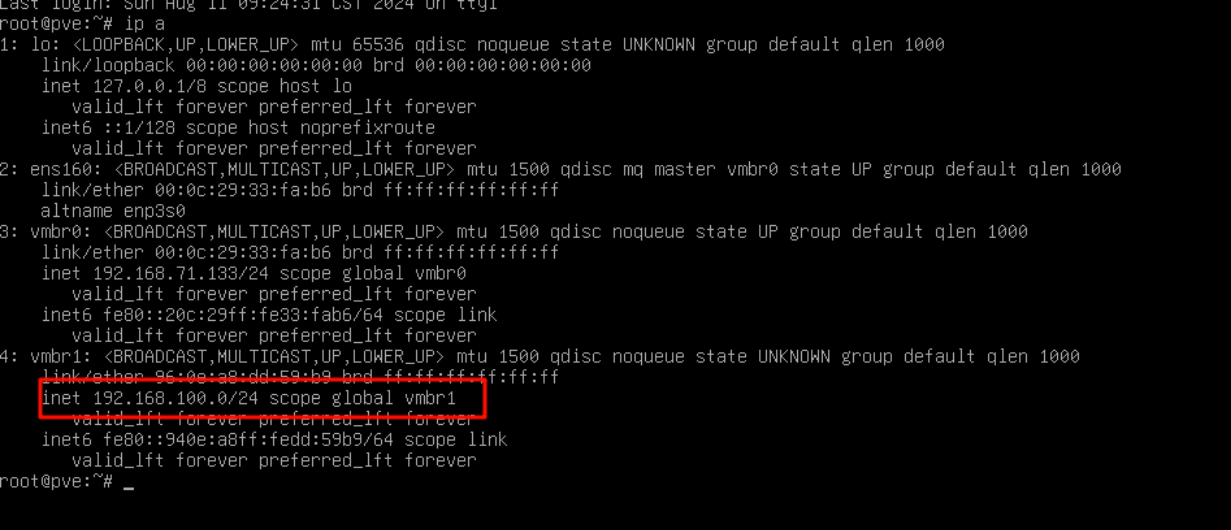 Last login: Sun Aug 11 09:24:31 CST 2024 on tty1
root@pve:~# ip a
1: lo: <LOOPBACK,UP,LOWER_UP> mtu 65536 qdisc noqueue state UNKNOWN group default qlen 1000
    link/loopback 00:00:00:00:00:00 brd 00:00:00:00:00:00
    inet 127.0.0.1/8 scope host lo
       valid_lft forever preferred_lft forever
    inet6 ::1/128 scope host noprefixroute
       valid_lft forever preferred_lft forever
2: ens160: <BROADCAST,MULTICAST,UP,LOWER_UP> mtu 1500 qdisc mq master vmbr0 state UP group default qlen 1000
    link/ether 00:0c:29:33:fa:b6 brd ff:ff:ff:ff:ff:ff
    altname enp3s0
3: vmbr0: <BROADCAST,MULTICAST,UP,LOWER_UP> mtu 1500 qdisc noqueue state UP group default qlen 1000
    link/ether 00:0c:29:33:fa:b6 brd ff:ff:ff:ff:ff:ff
    inet 192.168.71.133/24 scope global vmbr0
       valid_lft forever preferred_lft forever
    inet6 fe80::20c:29ff:fe33:fab6/64 scope link
       valid_lft forever preferred_lft forever
4: vmbr1: <BROADCAST,MULTICAST,UP,LOWER_UP> mtu 1500 qdisc noqueue state UNKNOWN group default qlen 1000
    link/ether 96:0e:a8:dd:59:b9 brd ff:ff:ff:ff:ff:ff
    inet 192.168.100.0/24 scope global vmbr1
       valid_lft forever preferred_lft forever
    inet6 fe80::940e:a8ff:fedd:59b9/64 scope link
       valid_lft forever preferred_lft forever
root@pve:~# _